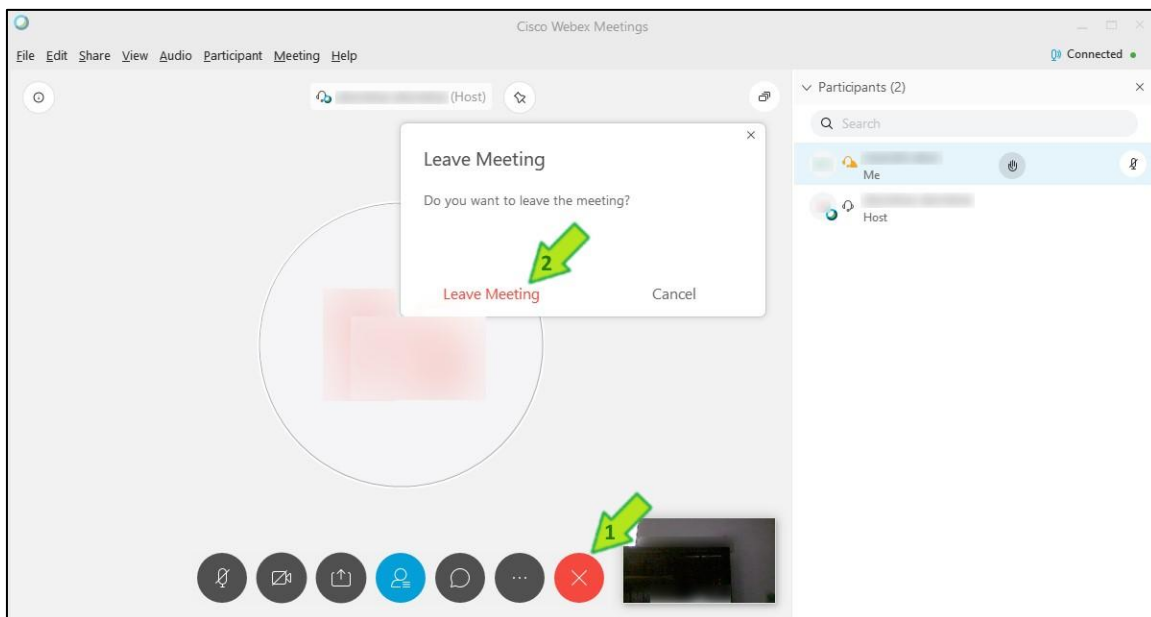 Cisco Webex Meetings
File Edit Share View Audio Participant Meeting Help
Connected
(Host)
Participants (2)
Search
Me
Host
Leave Meeting
Do you want to leave the meeting?
2
Leave Meeting Cancel
1